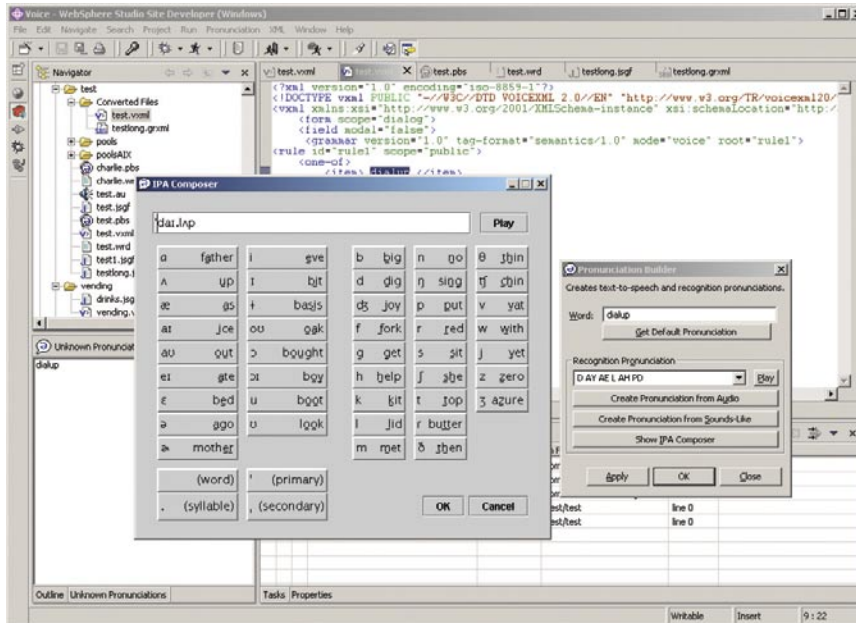 Voice - WebSphere Studio Site Developer (Windows)
File Edit Navigate Search Project Run Pronunciation XML Window Help
Navigator
test
Converted Files
test.vxml
testlong.grxml
pools
poolsAIX
charlie.pbs
test.au
test.jsgf
test.pbs
test.vxml
test.wrd
test1.jsgf
vending
Unknown Pronunciat
dialup
Outline Unknown Pronunciations
test.vxml test.pbs test.wrd testlong.jsgf testlong.grxml
<?xml version="1.0" encoding="iso-8859-1"?>
<!DOCTYPE vxml PUBLIC "-//W3C//DTD VOICEXML 2.0//EN" "http://www.w3.org/TR/voicexml20/
<vxml xmlns:xsi="http://www.w3.org/2001/XMLSchema-instance" xsi:schemaLocation="http:/
<form scope="dialog">
<field modal="false">
<grammar version="1.0" tag-format="semantics/1.0" mode="voice" root="rule1">
<rule id="rule1" scope="public">
<one-of>
<item> dialup </item>
IPA Composer
ˈdaɪ.lʌp Play
ɑ father i eve b big n no θ thin
ʌ up ɪ bit d dig ŋ sing ʧ chin
æ as ɨ basis ʤ joy p put v vat
aɪ ice oʊ oak f fork r red w with
aʊ out ɔ bought g get s sit j yet
eɪ ate ɔɪ boy h help ʃ she z zero
ɛ bed u boot k kit t top ʒ azure
ə ago ʊ look l lid ɾ butter
ɚ mother m met ð then
(word) ˈ (primary)
. (syllable) ˌ (secondary)
OK Cancel
Pronunciation Builder
Creates text-to-speech and recognition pronunciations.
Word: dialup
Get Default Pronunciation
Recognition Pronunciation
D AY AE L AH PD Play
Create Pronunciation from Audio
Create Pronunciation from Sounds-Like
Show IPA Composer
Apply OK Close
est/test line 0
est/test line 0
Tasks Properties
Writable Insert 9 : 22